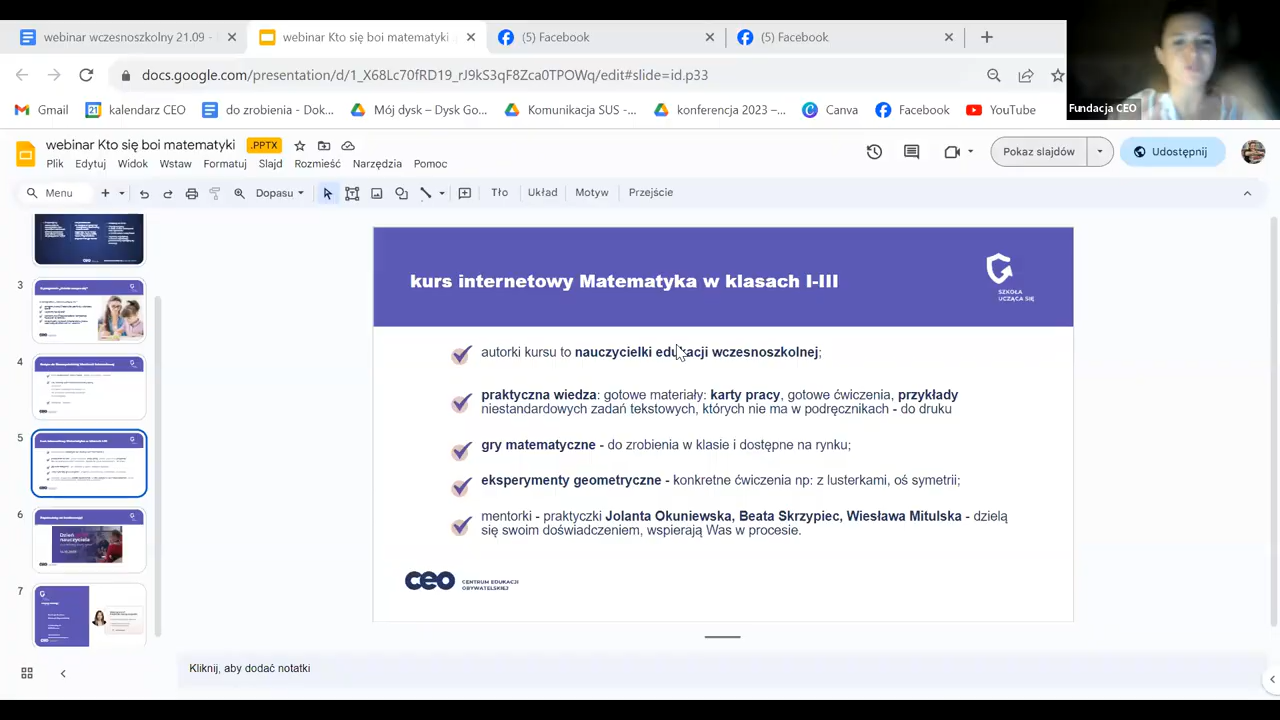 webinar wczesnoszkolny 21.09 -
webinar Kto się boi matematyki
(5) Facebook
(5) Facebook
docs.google.com/presentation/d/1_X68Lc70fRD19_rJ9kS3qF8Zca0TPOWq/edit#slide=id.p33
Gmail
kalendarz CEO
do zrobienia - Dok...
Mój dysk – Dysk Go...
Komunikacja SUS -...
konferencja 2023 –...
Canva
Facebook
YouTube
Fundacja CEO
webinar Kto się boi matematyki
.PPTX
Plik Edytuj Widok Wstaw Formatuj Slajd Rozmieść Narzędzia Pomoc
Pokaz slajdów
Udostępnij
Menu
Dopasu
Tło
Układ
Motyw
Przejście
3
4
5
6
7
kurs internetowy Matematyka w klasach I-III
SZKOŁA
UCZĄCA SIĘ
autorki kursu to nauczycielki edukacji wczesnoszkolnej;
praktyczna wiedza: gotowe materiały: karty pracy, gotowe ćwiczenia, przykłady
niestandardowych zadań tekstowych, których nie ma w podręcznikach - do druku
gry matematyczne - do zrobienia w klasie i dostępne na rynku;
eksperymenty geometryczne - konkretne ćwiczenia np: z lusterkami, oś symetrii;
mentorki - praktyczki Jolanta Okuniewska, Beata Skrzypiec, Wiesława Mitulska - dzielą
się swoim doświadczeniem, wspierają Was w procesie.
ceo
CENTRUM EDUKACJI
OBYWATELSKIEJ
Dzień
nauczyciela
Kliknij, aby dodać notatki